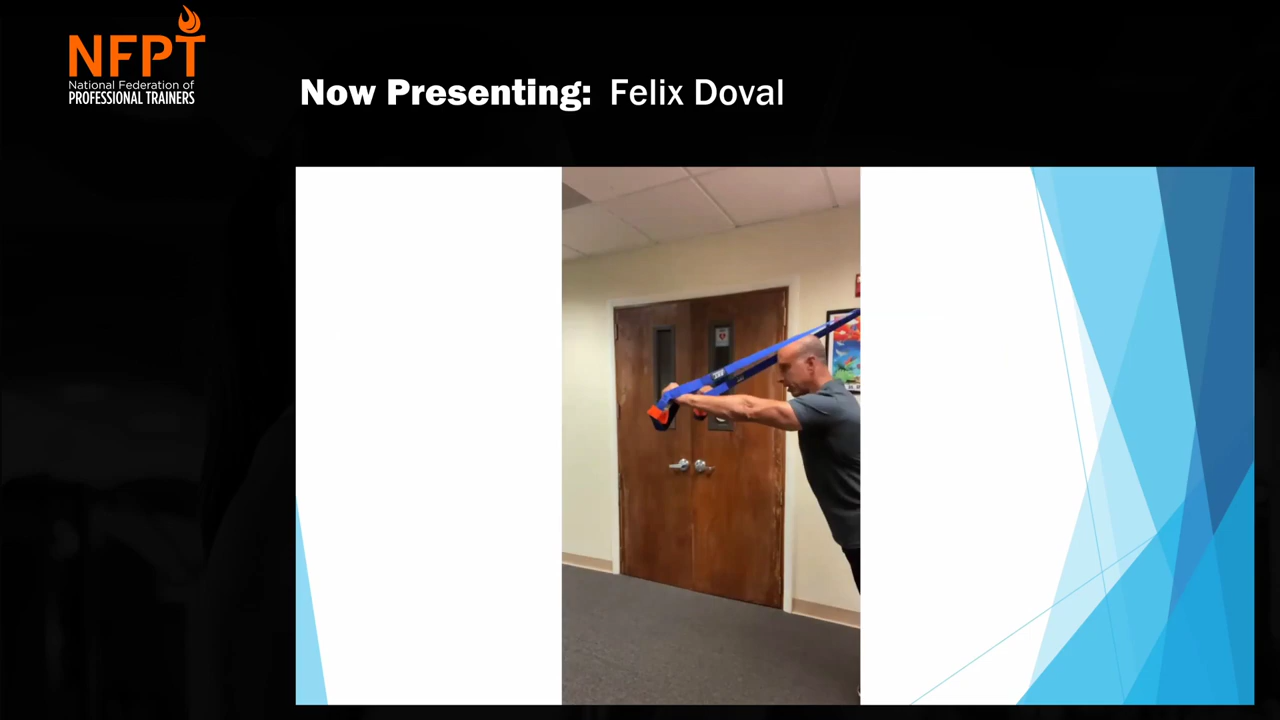 NFPT
National Federation of
PROFESSIONAL TRAINERS
Now Presenting: Felix Doval